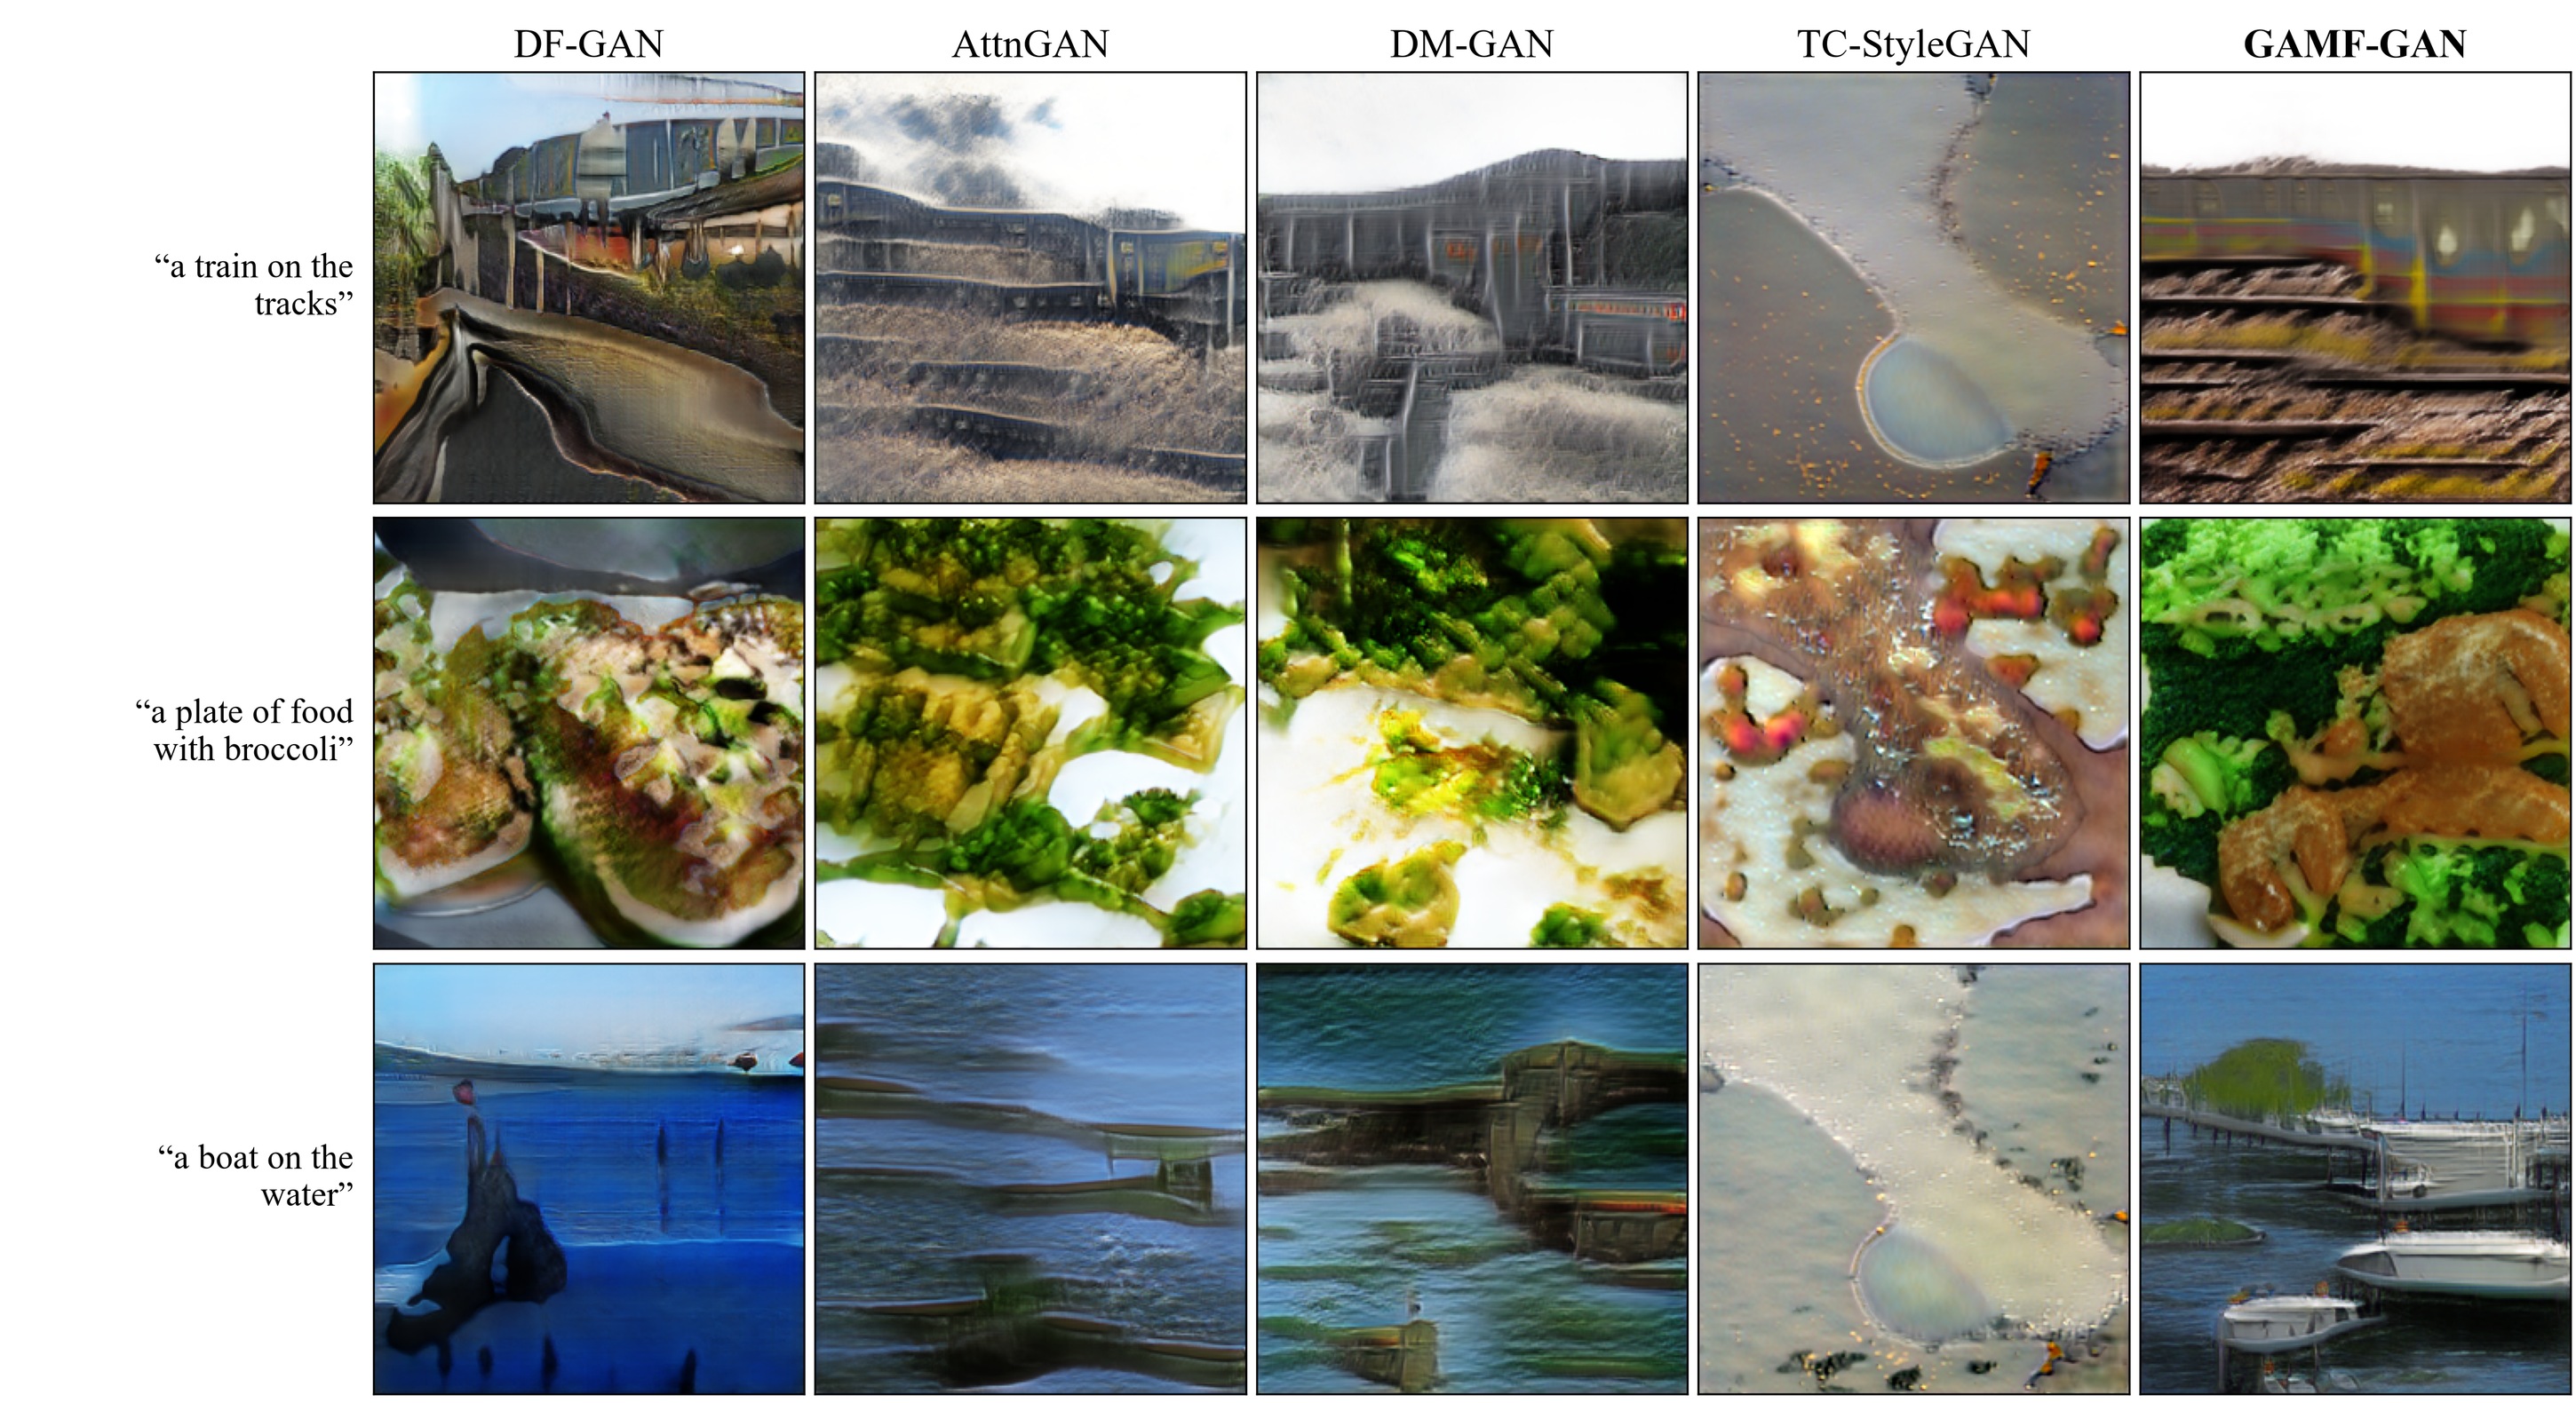 DF-GAN
AttnGAN
DM-GAN
TC-StyleGAN
GAMF-GAN
“a train on the
tracks”
“a plate of food
with broccoli”
“a boat on the
water”